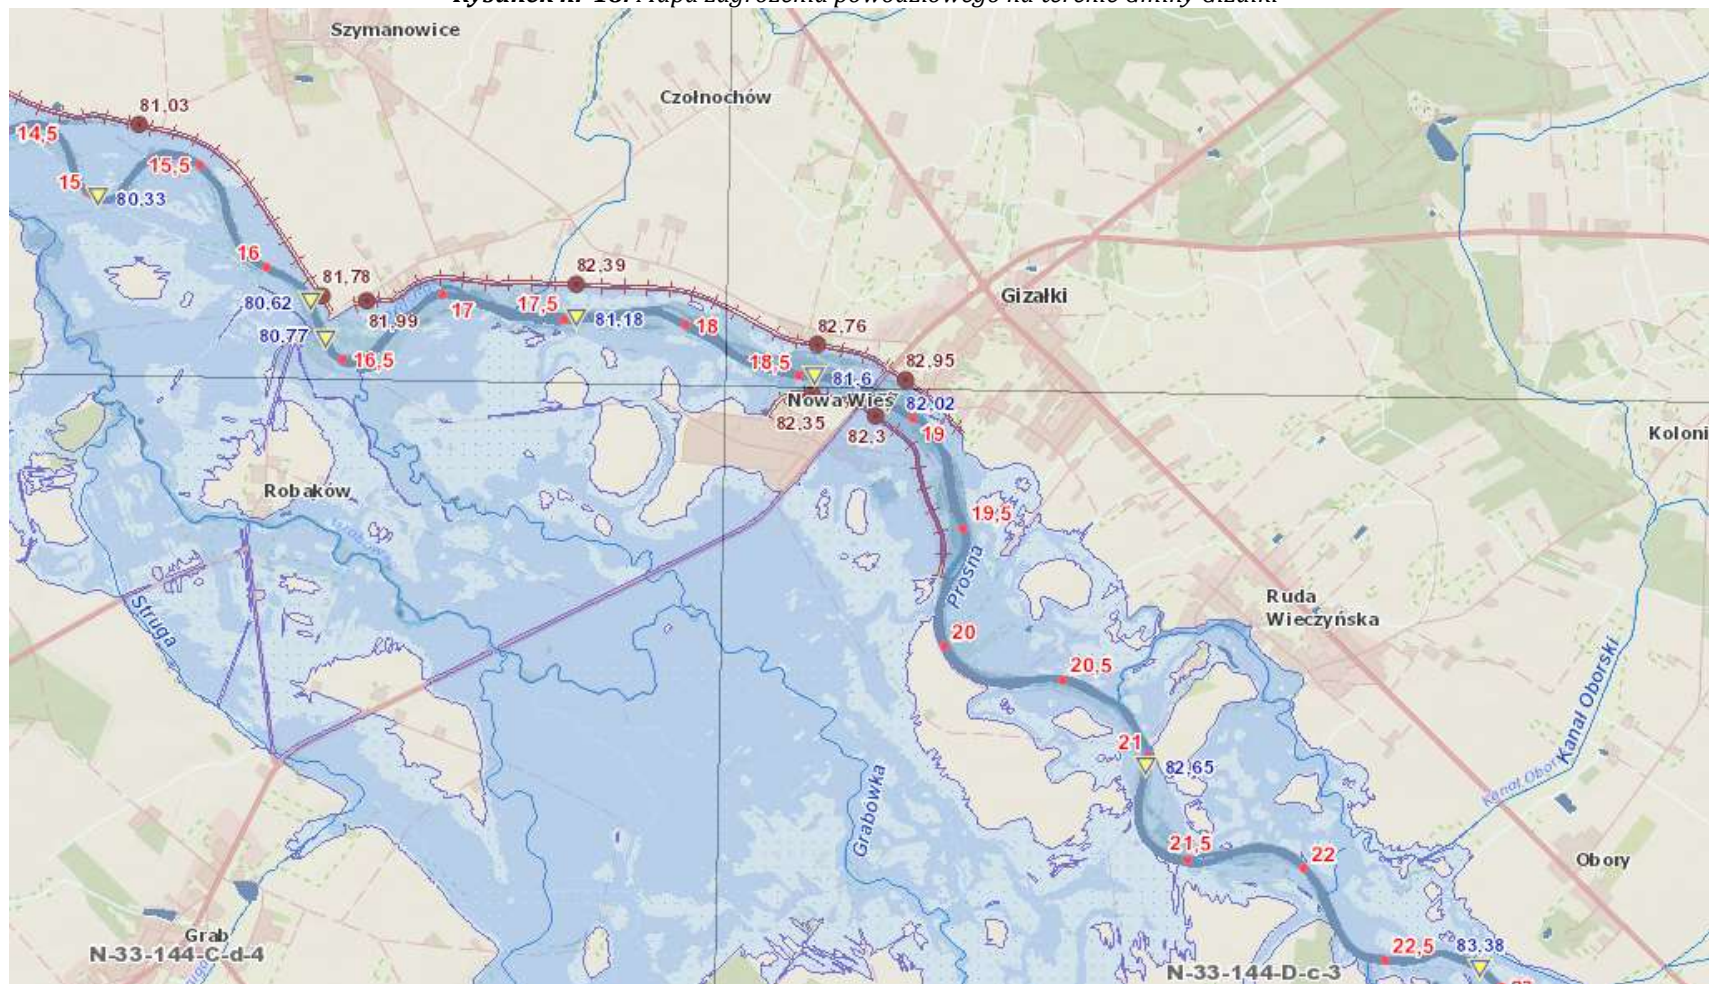 Szymanowice
Czołnochów
81,03
14,5
15,5
15
80,33
16
81,78
82,39
Gizałki
80,62
81,99
17
17,5
81,18
18
82,76
80,77
16,5
18,5
81,6
82,95
Nowa Wieś
82,02
82,35
82,3
19
Koloni
Robaków
19,5
Prosna
Struga
Ruda
Wieczyńska
20
20,5
Kanał Oborski
21
82,65
Kanał Obor
Grabówka
21,5
22
Obory
Grab
N-33-144-C-d-4
22,5
83,38
N-33-144-D-c-3